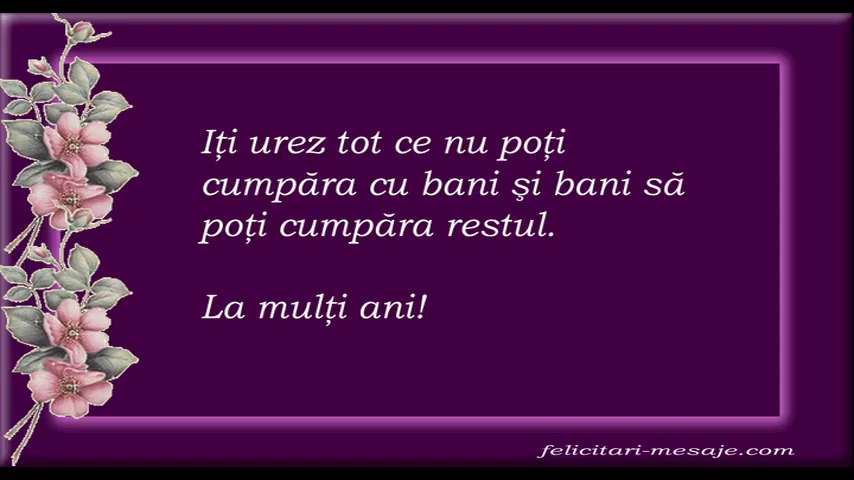 Iți urez tot ce nu poți
cumpăra cu bani şi bani să
poți cumpăra restul.
La mulți ani!
felicitari-mesaje.com